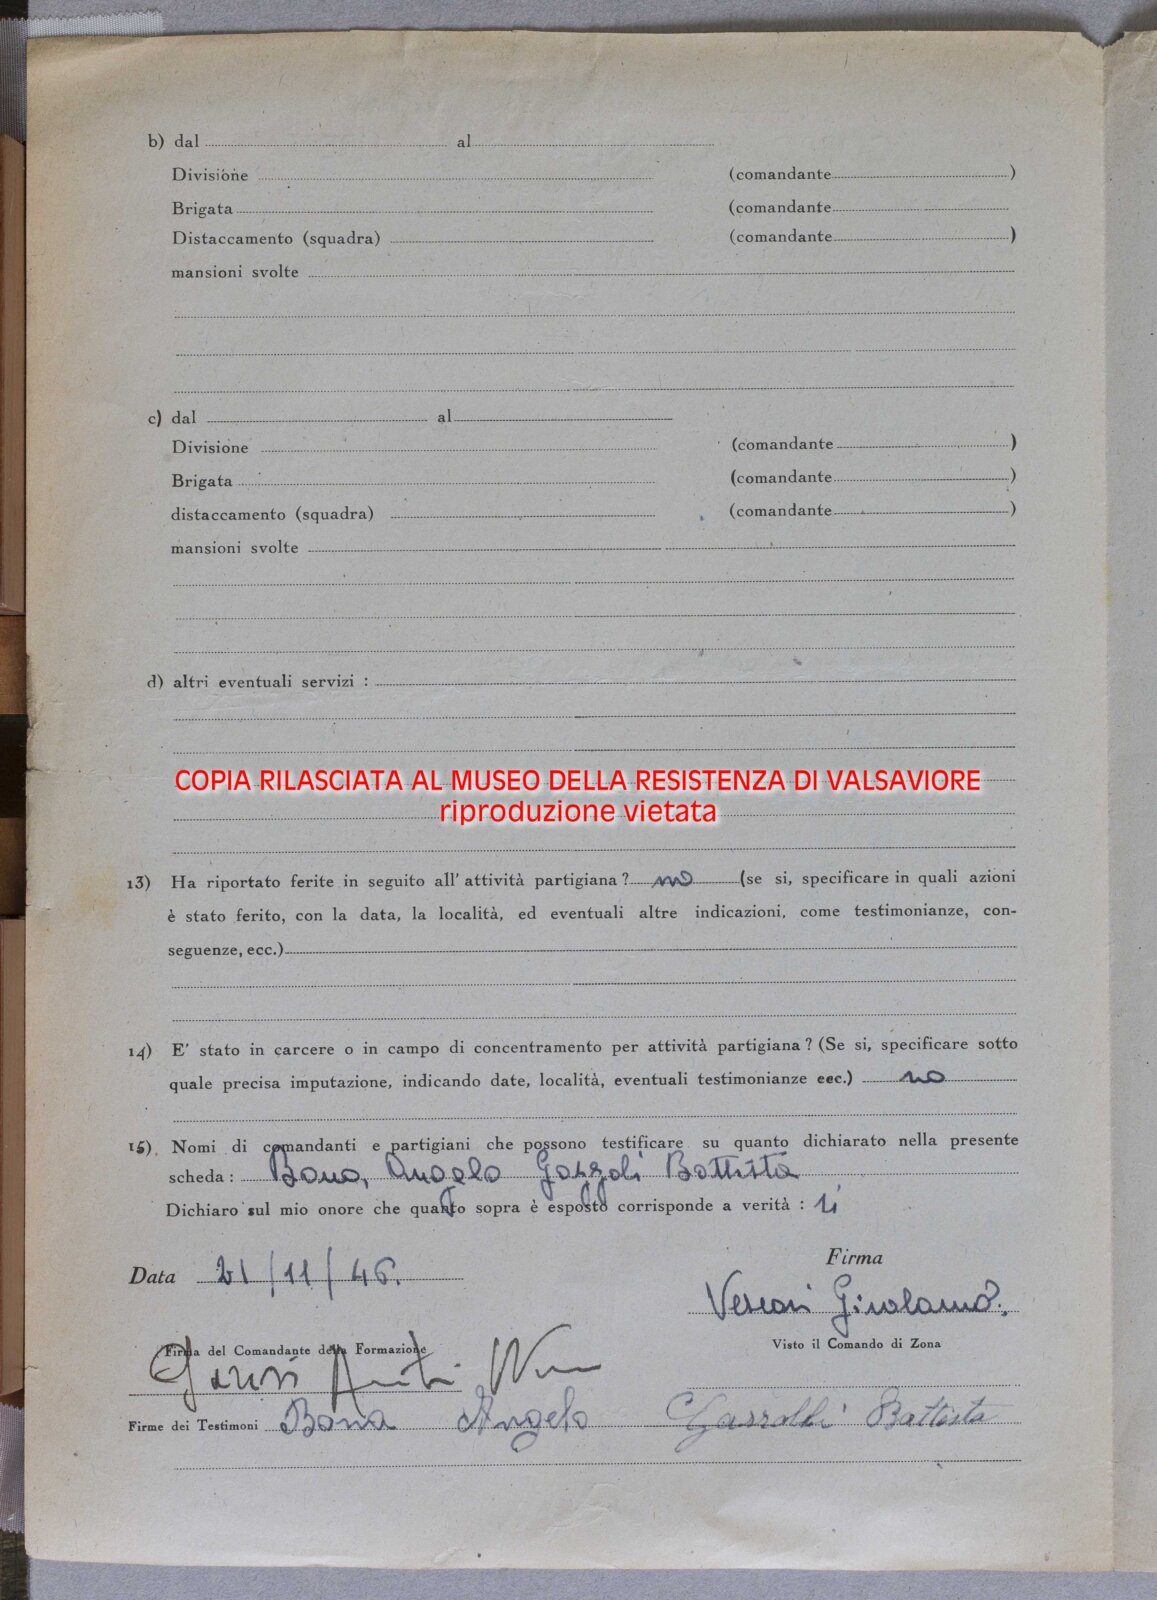 b) dal al
Divisione (comandante )
Brigata (comandante
Distaccamento (squadra) (comandante )
mansioni svolte
c) dal al
Divisione (comandante )
Brigata (comandante )
distaccamento (squadra) (comandante )
mansioni svolte
d) altri eventuali servizi :
COPIA RILASCIATA AL MUSEO DELLA RESISTENZA DI VALSAVIORE
riproduzione vietata
13) Ha riportato ferite in seguito all'attività partigiana? no (se si, specificare in quali azioni
è stato ferito, con la data, la località, ed eventuali altre indicazioni, come testimonianze, con-
seguenze, ecc.)
14) E' stato in carcere o in campo di concentramento per attività partigiana? (Se si, specificare sotto
quale precisa imputazione, indicando date, località, eventuali testimonianze eec.) no
15). Nomi di comandanti e partigiani che possono testificare su quanto dichiarato nella presente
scheda : Bona, Angelo Gozzoli Battista
Dichiaro sul mio onore che quanto sopra è esposto corrisponde a verità : si
Data 21/11/46.
Firma
Girolamo.
Firma del Comandante della Formazione
Visto il Comando di Zona
Firme dei Testimoni Bona Angelo Battista